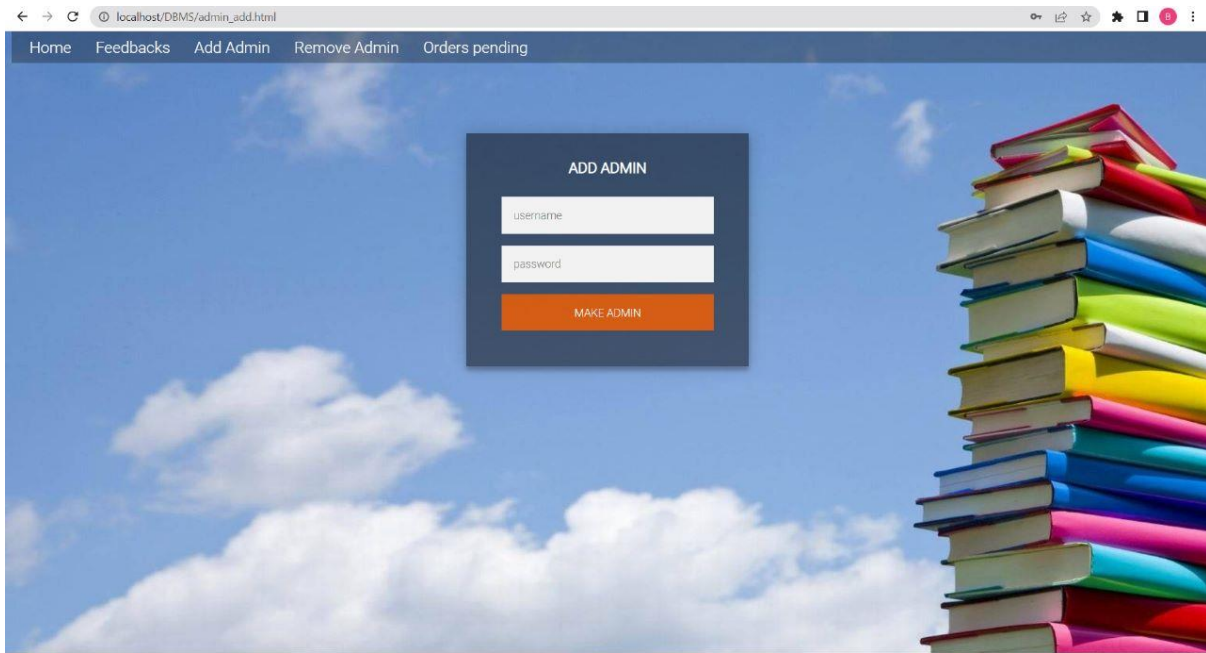 localhost/DBMS/admin_add.html
B
Home Feedbacks Add Admin Remove Admin Orders pending
ADD ADMIN
username
password
MAKE ADMIN